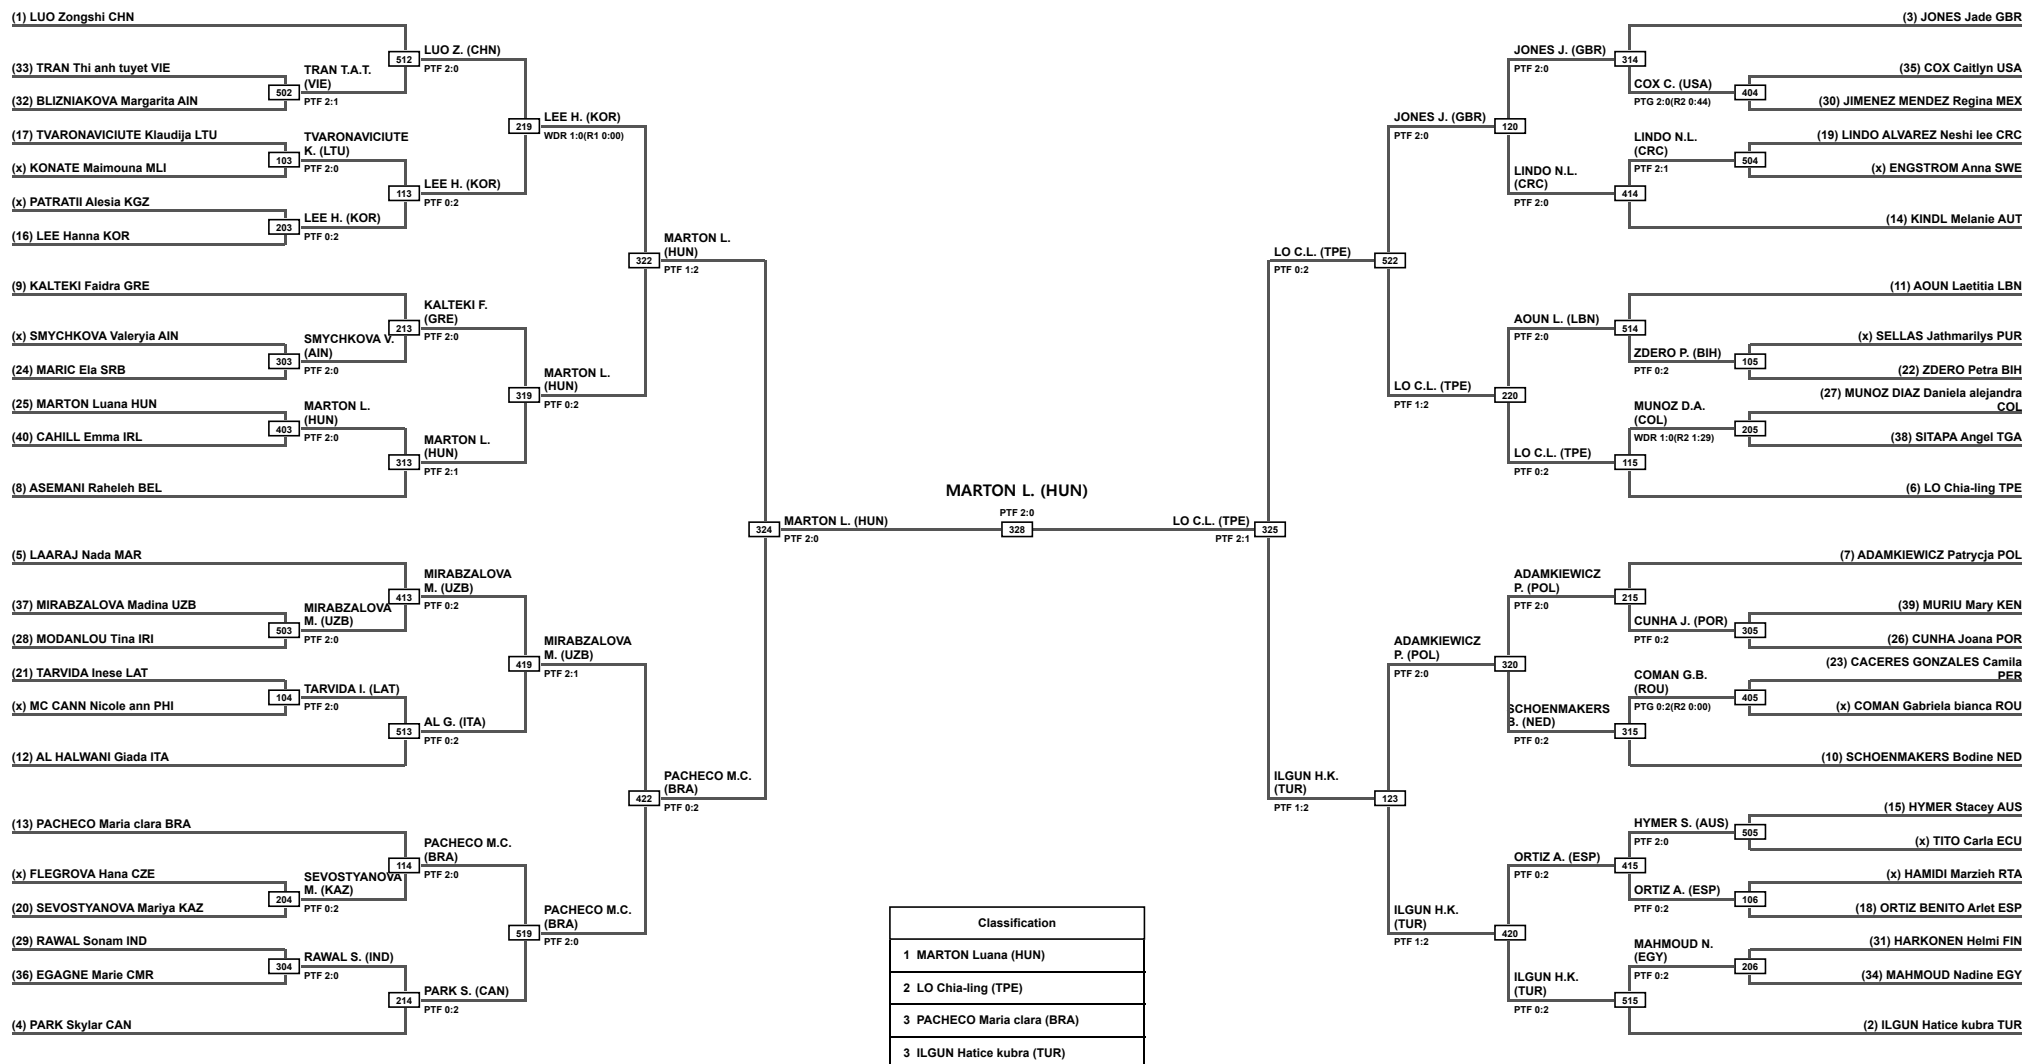 (1) LUO Zongshi CHN
(33) TRAN Thi anh tuyet VIE
(32) BLIZNIAKOVA Margarita AIN
(17) TVARONAVICIUTE Klaudija LTU
(x) KONATE Maimouna MLI
(x) PATRATII Alesia KGZ
(16) LEE Hanna KOR
(9) KALTEKI Faidra GRE
(x) SMYCHKOVA Valeryia AIN
(24) MARIC Ela SRB
(25) MARTON Luana HUN
(40) CAHILL Emma IRL
(8) ASEMANI Raheleh BEL
(5) LAARAJ Nada MAR
(37) MIRABZALOVA Madina UZB
(28) MODANLOU Tina IRI
(21) TARVIDA Inese LAT
(x) MC CANN Nicole ann PHI
(12) AL HALWANI Giada ITA
(13) PACHECO Maria clara BRA
(x) FLEGROVA Hana CZE
(20) SEVOSTYANOVA Mariya KAZ
(29) RAWAL Sonam IND
(36) EGAGNE Marie CMR
(4) PARK Skylar CAN
502
TRAN T.A.T.
(VIE)
PTF 2:1
103
TVARONAVICIUTE
K. (LTU)
PTF 2:0
203
LEE H. (KOR)
PTF 0:2
303
SMYCHKOVA V.
(AIN)
PTF 2:0
403
MARTON L.
(HUN)
PTF 2:0
503
MIRABZALOVA
M. (UZB)
PTF 2:0
104
TARVIDA I. (LAT)
PTF 2:0
204
SEVOSTYANOVA
M. (KAZ)
PTF 0:2
304
RAWAL S. (IND)
PTF 2:0
512
LUO Z. (CHN)
PTF 2:0
113
LEE H. (KOR)
PTF 0:2
213
KALTEKI F.
(GRE)
PTF 2:0
313
MARTON L.
(HUN)
PTF 2:1
413
MIRABZALOVA
M. (UZB)
PTF 0:2
513
AL G. (ITA)
PTF 0:2
114
PACHECO M.C.
(BRA)
PTF 2:0
214
PARK S. (CAN)
PTF 0:2
219
LEE H. (KOR)
WDR 1:0(R1 0:00)
319
MARTON L.
(HUN)
PTF 0:2
419
MIRABZALOVA
M. (UZB)
PTF 2:1
519
PACHECO M.C.
(BRA)
PTF 2:0
322
MARTON L.
(HUN)
PTF 1:2
422
PACHECO M.C.
(BRA)
PTF 0:2
324
MARTON L. (HUN)
PTF 2:0
MARTON L. (HUN)
PTF 2:0
328
LO C.L. (TPE)
PTF 2:1
325
LO C.L. (TPE)
PTF 0:2
522
ILGUN H.K.
(TUR)
PTF 1:2
123
JONES J. (GBR)
PTF 2:0
120
LO C.L. (TPE)
PTF 1:2
220
ADAMKIEWICZ
P. (POL)
PTF 2:0
320
ILGUN H.K.
(TUR)
PTF 1:2
420
JONES J. (GBR)
PTF 2:0
314
LINDO N.L.
(CRC)
PTF 2:0
414
AOUN L. (LBN)
PTF 2:0
514
LO C.L. (TPE)
PTF 0:2
115
ADAMKIEWICZ
P. (POL)
PTF 2:0
215
SCHOENMAKERS
B. (NED)
PTF 0:2
315
ORTIZ A. (ESP)
PTF 0:2
415
ILGUN H.K.
(TUR)
PTF 0:2
515
COX C. (USA)
PTG 2:0(R2 0:44)
404
LINDO N.L.
(CRC)
PTF 2:1
504
ZDERO P. (BIH)
PTF 0:2
105
MUNOZ D.A.
(COL)
WDR 1:0(R2 1:29)
205
CUNHA J. (POR)
PTF 0:2
305
COMAN G.B.
(ROU)
PTG 0:2(R2 0:00)
405
HYMER S. (AUS)
PTF 2:0
505
ORTIZ A. (ESP)
PTF 0:2
106
MAHMOUD N.
(EGY)
PTF 0:2
206
(3) JONES Jade GBR
(35) COX Caitlyn USA
(30) JIMENEZ MENDEZ Regina MEX
(19) LINDO ALVAREZ Neshi lee CRC
(x) ENGSTROM Anna SWE
(14) KINDL Melanie AUT
(11) AOUN Laetitia LBN
(x) SELLAS Jathmarilys PUR
(22) ZDERO Petra BIH
(27) MUNOZ DIAZ Daniela alejandra
COL
(38) SITAPA Angel TGA
(6) LO Chia-ling TPE
(7) ADAMKIEWICZ Patrycja POL
(39) MURIU Mary KEN
(26) CUNHA Joana POR
(23) CACERES GONZALES Camila
PER
(x) COMAN Gabriela bianca ROU
(10) SCHOENMAKERS Bodine NED
(15) HYMER Stacey AUS
(x) TITO Carla ECU
(x) HAMIDI Marzieh RTA
(18) ORTIZ BENITO Arlet ESP
(31) HARKONEN Helmi FIN
(34) MAHMOUD Nadine EGY
(2) ILGUN Hatice kubra TUR
Classification
1 MARTON Luana (HUN)
2 LO Chia-ling (TPE)
3 PACHECO Maria clara (BRA)
3 ILGUN Hatice kubra (TUR)